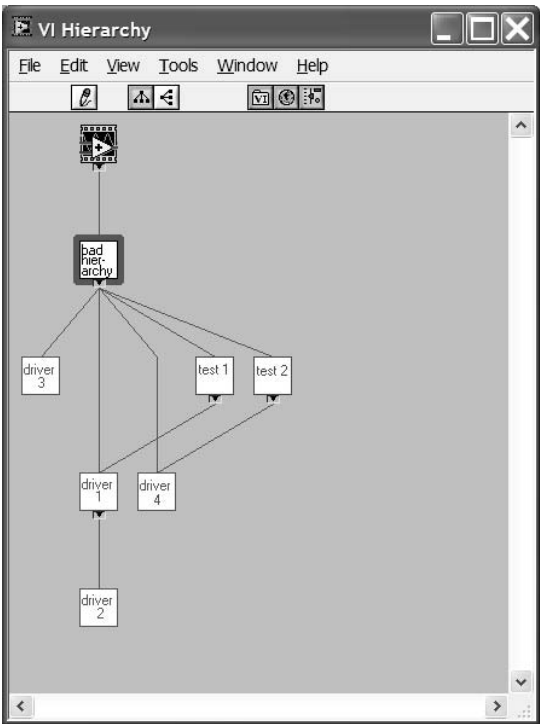 VI Hierarchy
File Edit View Tools Window Help
VI
bad
hier-
archy
driver
3
test 1
test 2
driver
1
driver
4
driver
2